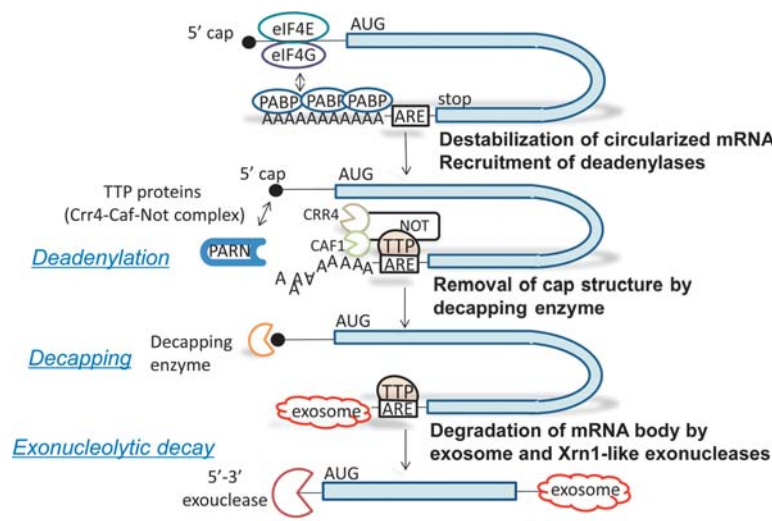 5' cap
eIF4E
AUG
eIF4G
PABP PABP PABP
stop
AAAAAAAAAAA ARE
Destabilization of circularized mRNA
Recruitment of deadenylases
TTP proteins
(Crr4-Caf-Not complex)
5' cap
AUG
CRR4
NOT
Deadenylation
PARN
CAF1
TTP
A A A A A A A A A
ARE
Removal of cap structure by
decapping enzyme
Decapping
Decapping
enzyme
AUG
TTP
exosome
ARE
Exonucleolytic decay
Degradation of mRNA body by
exosome and Xrn1-like exonucleases
5'-3'
exouclease
AUG
exosome